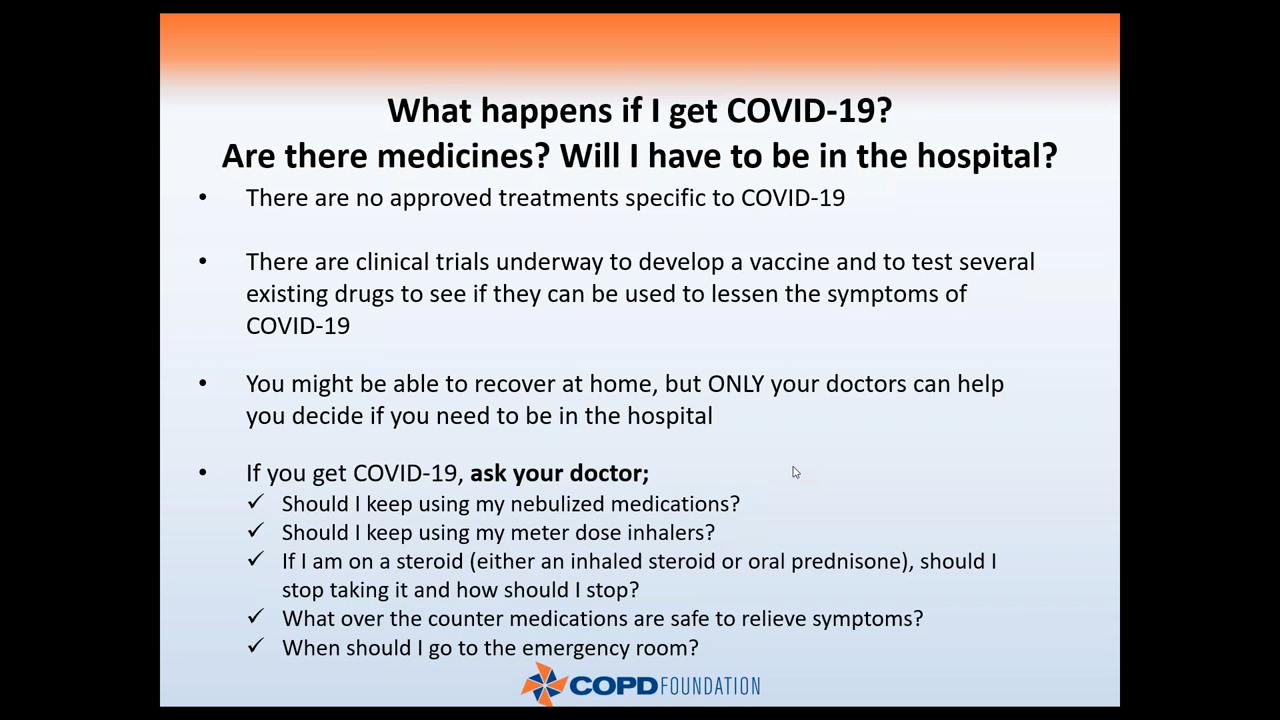 What happens if I get COVID-19?
Are there medicines? Will I have to be in the hospital?
• There are no approved treatments specific to COVID-19
• There are clinical trials underway to develop a vaccine and to test several
existing drugs to see if they can be used to lessen the symptoms of
COVID-19
• You might be able to recover at home, but ONLY your doctors can help
you decide if you need to be in the hospital
• If you get COVID-19, ask your doctor;
✓ Should I keep using my nebulized medications?
✓ Should I keep using my meter dose inhalers?
✓ If I am on a steroid (either an inhaled steroid or oral prednisone), should I
stop taking it and how should I stop?
✓ What over the counter medications are safe to relieve symptoms?
✓ When should I go to the emergency room?
COPD FOUNDATION